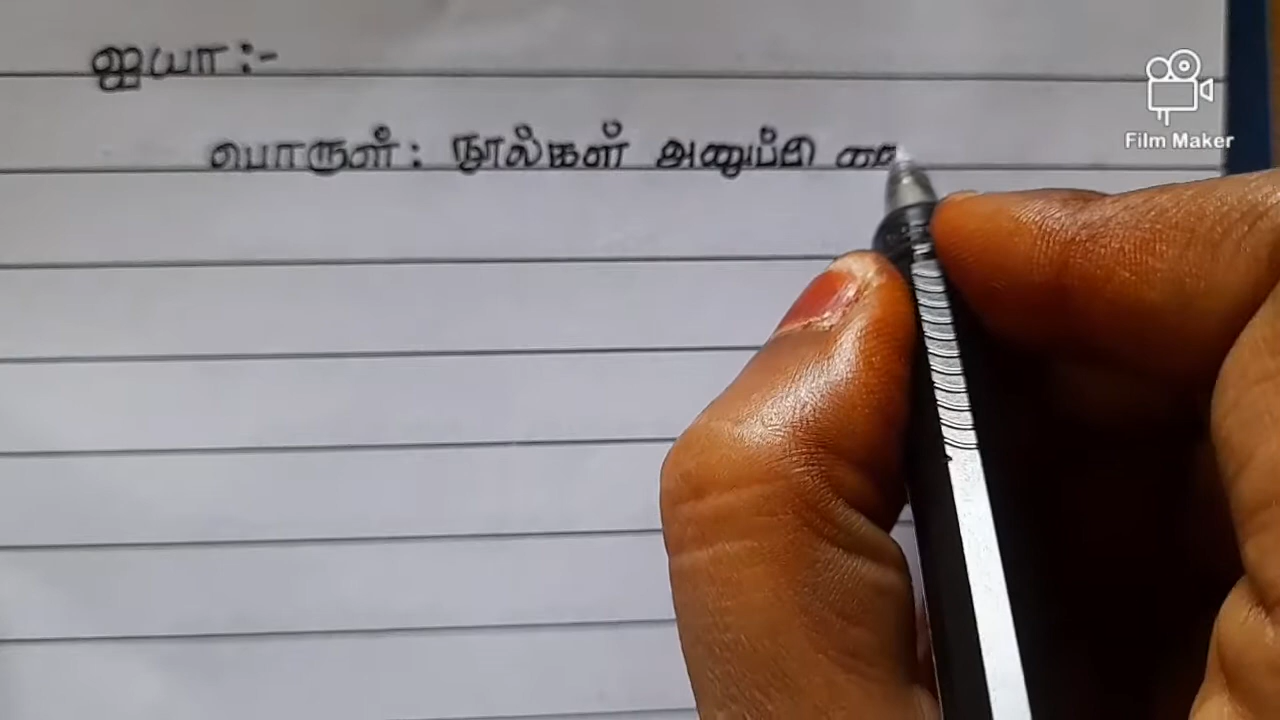 ஐயா :-
பொருள் : நூல்கள் அனுப்பி
Film Maker